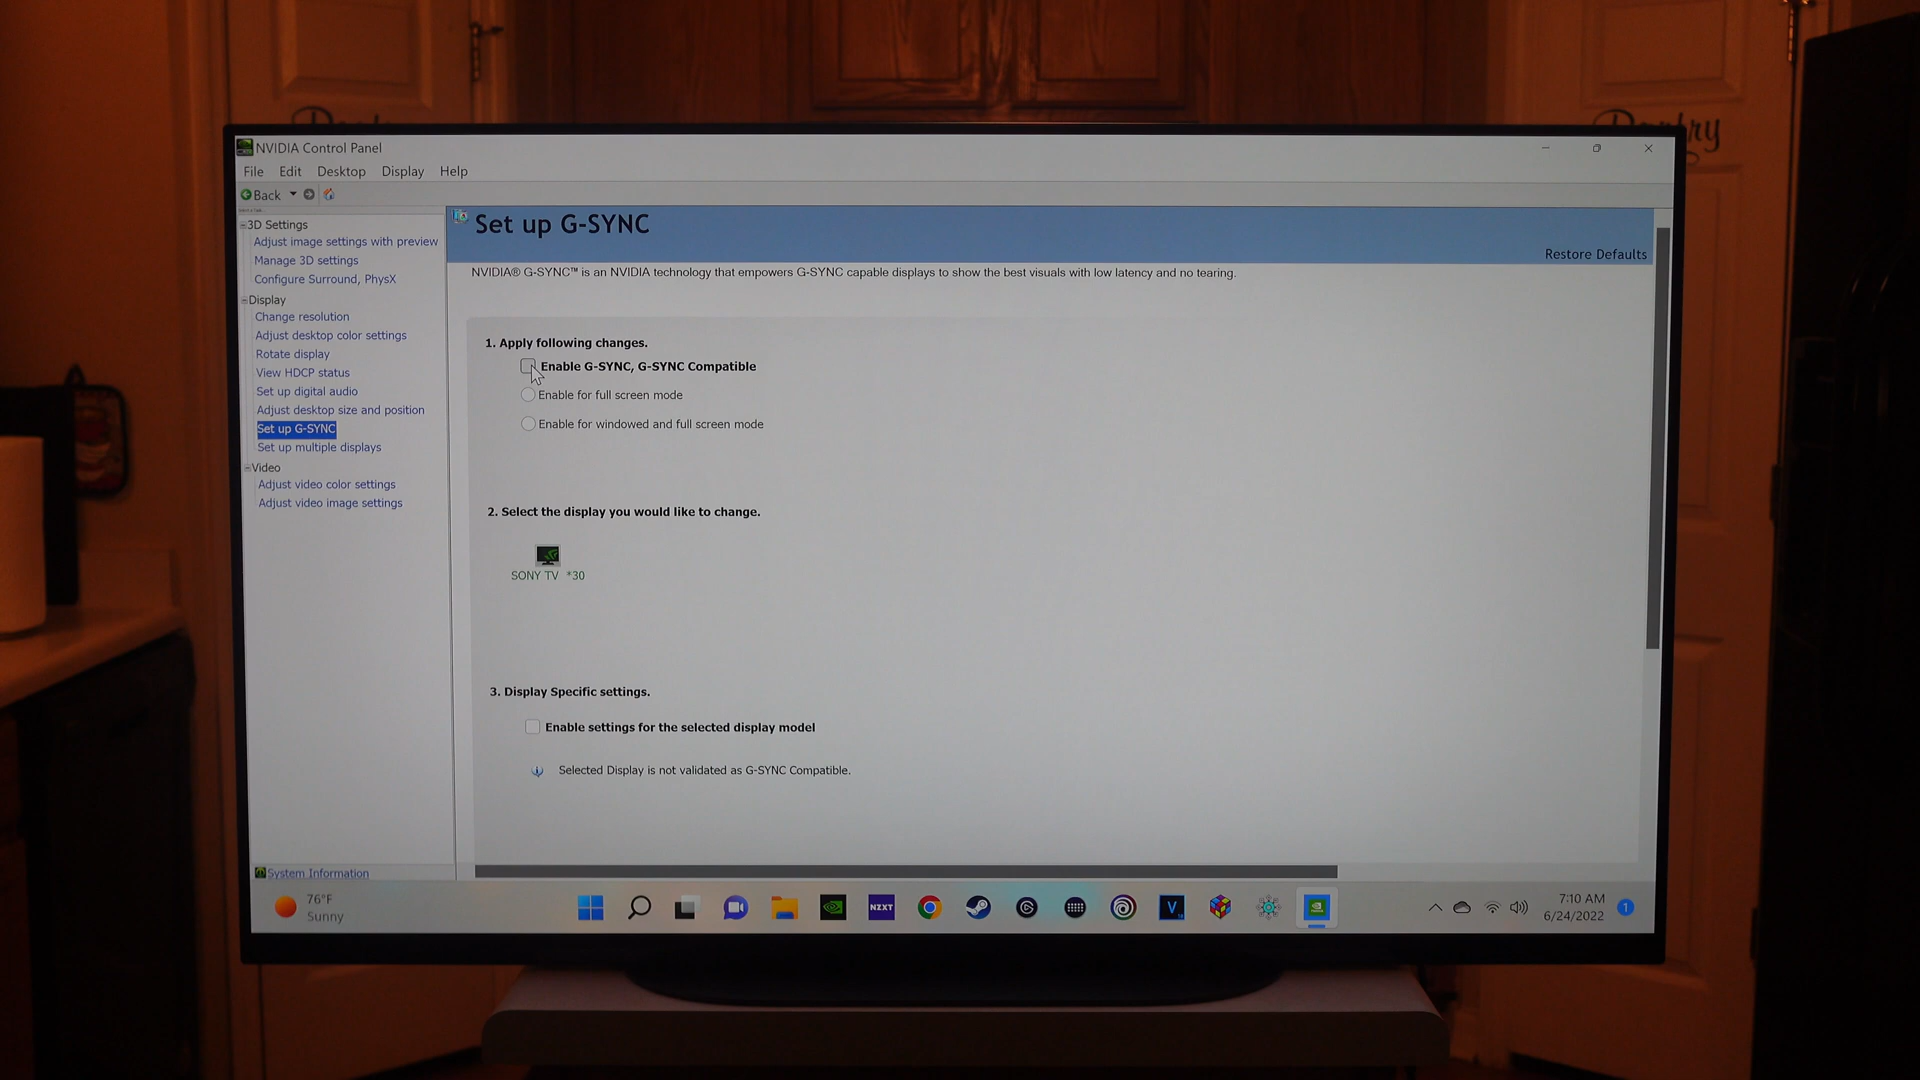 Pantry
NVIDIA Control Panel
File Edit Desktop Display Help
Back
3D Settings
Adjust image settings with preview
Manage 3D settings
Configure Surround, PhysX
Display
Change resolution
Adjust desktop color settings
Rotate display
View HDCP status
Set up digital audio
Adjust desktop size and position
Set up G-SYNC
Set up multiple displays
Video
Adjust video color settings
Adjust video image settings
System Information
Set up G-SYNC
Restore Defaults
NVIDIA® G-SYNC™ is an NVIDIA technology that empowers G-SYNC capable displays to show the best visuals with low latency and no tearing.
1. Apply following changes.
Enable G-SYNC, G-SYNC Compatible
Enable for full screen mode
Enable for windowed and full screen mode
2. Select the display you would like to change.
SONY TV *30
3. Display Specific settings.
Enable settings for the selected display model
Selected Display is not validated as G-SYNC Compatible.
76°F
Sunny
NZXT
V
7:10 AM
6/24/2022
1